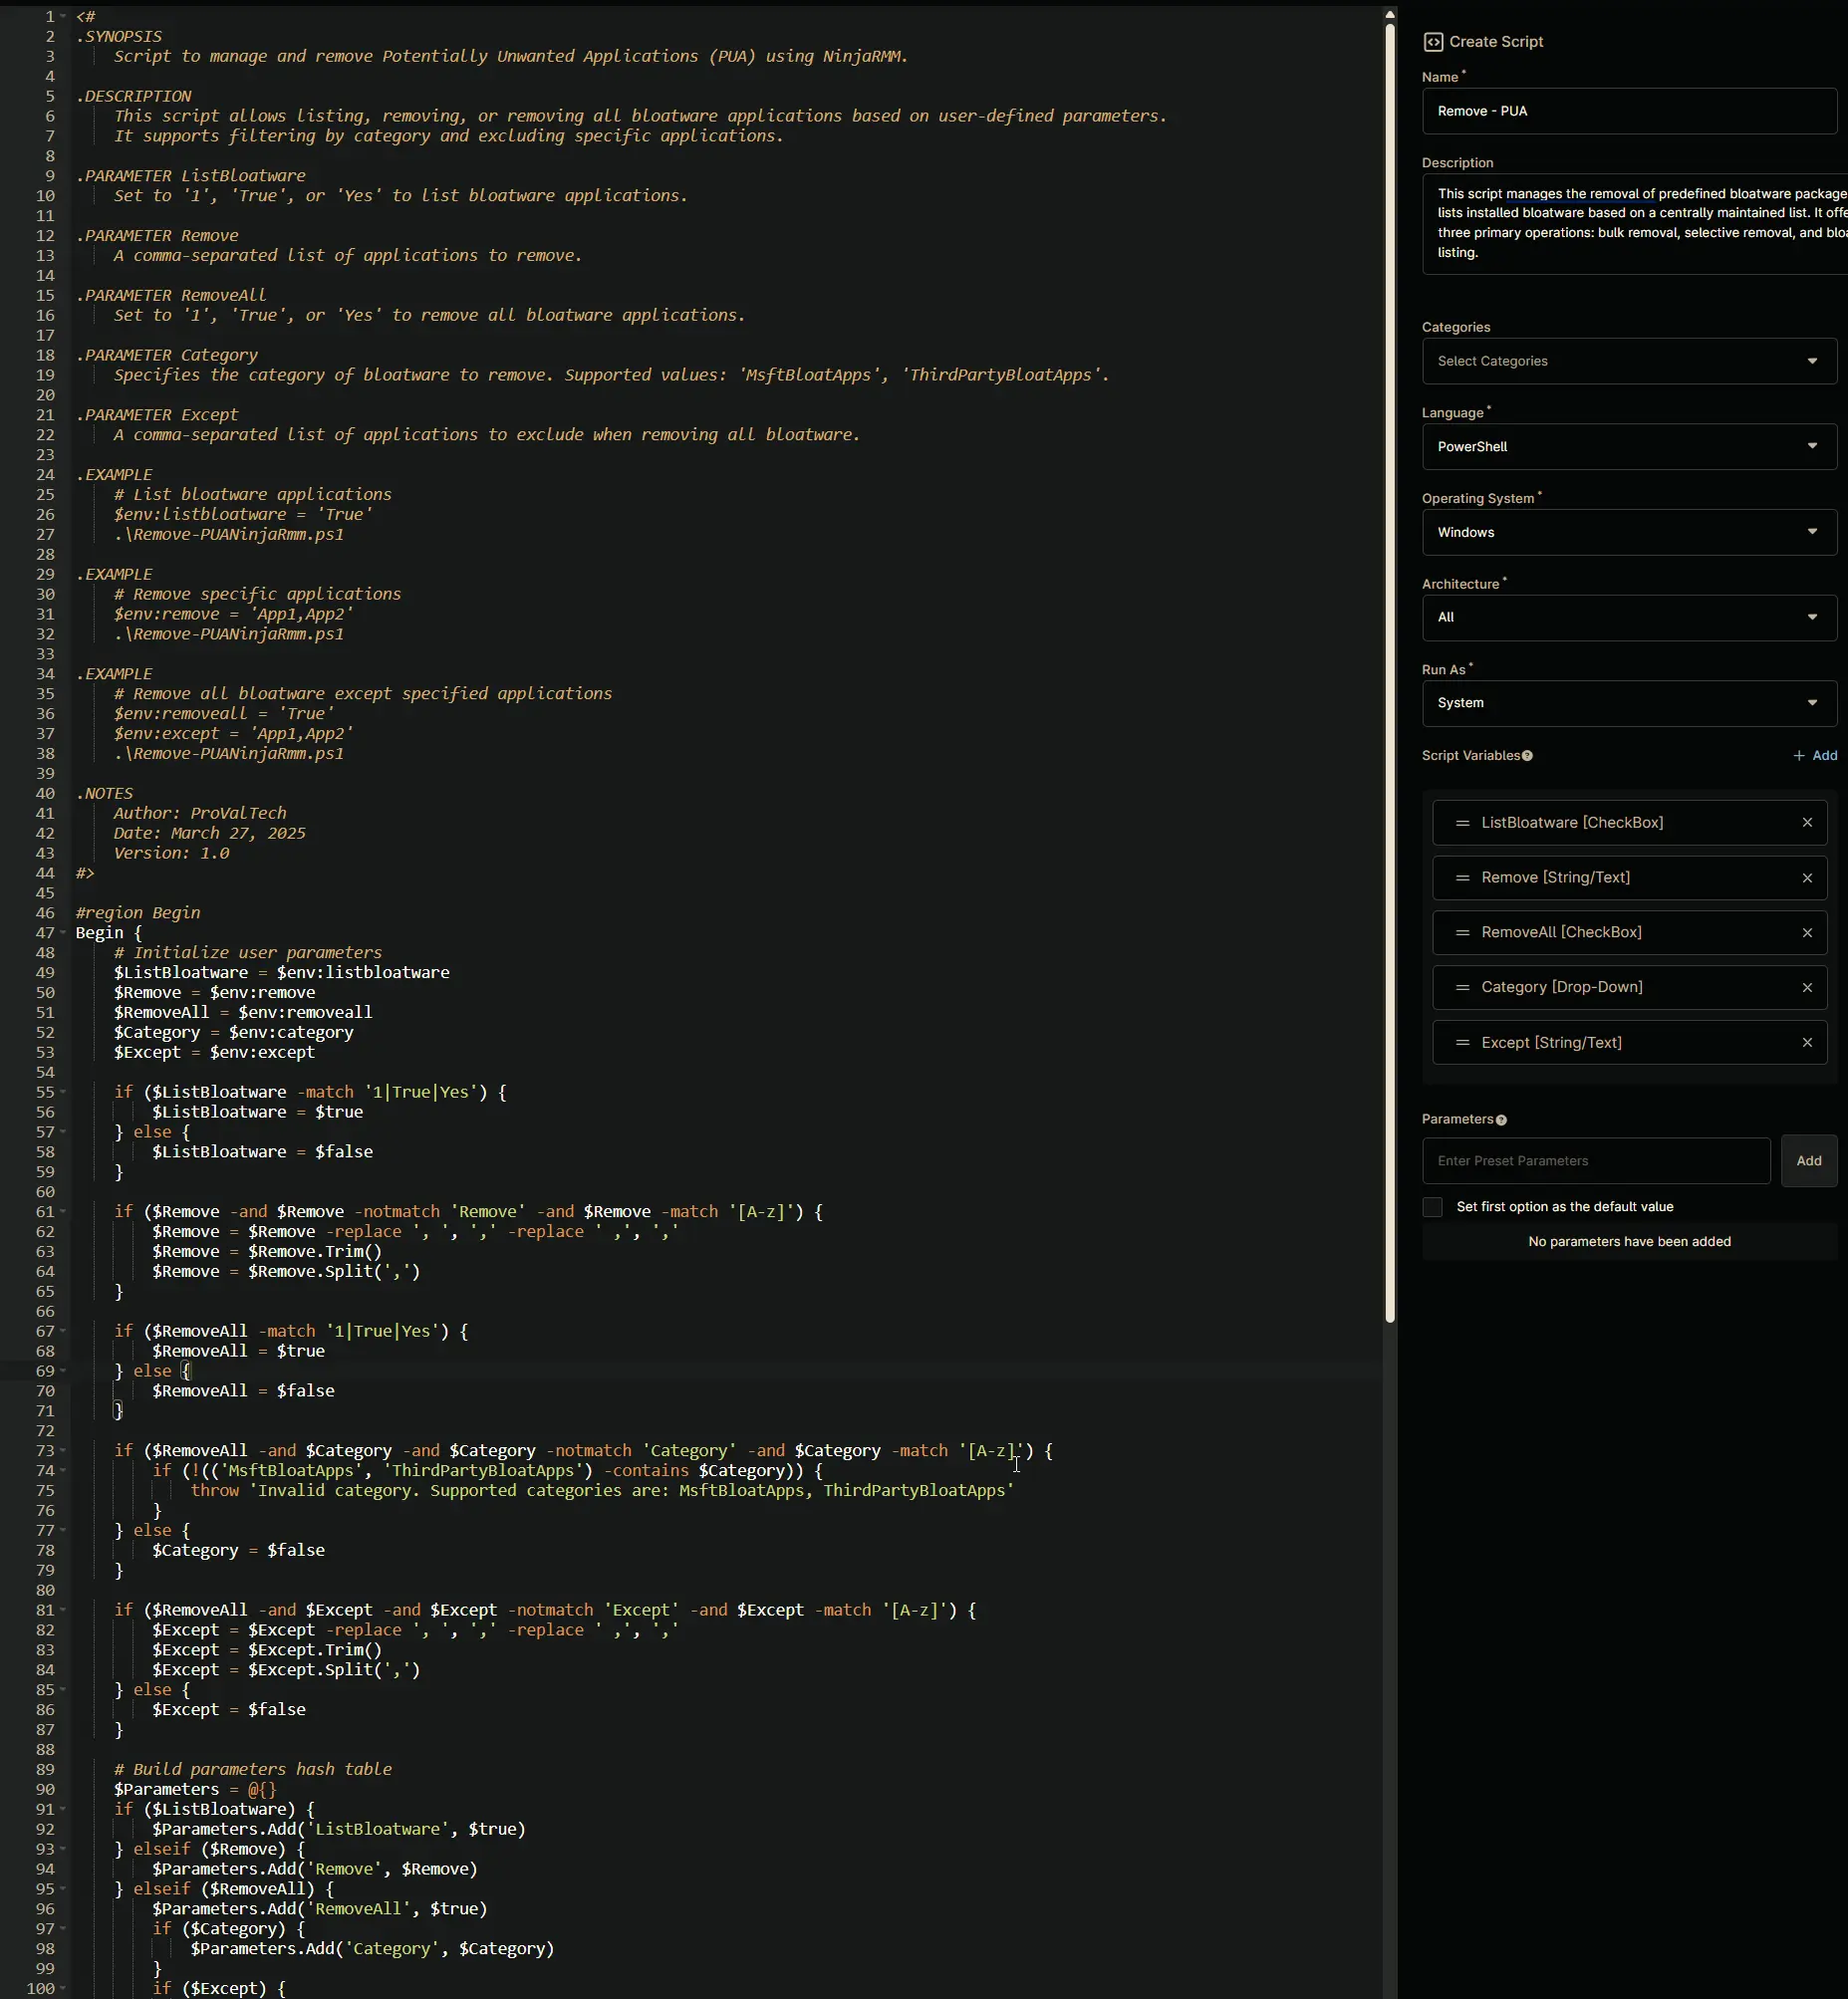 1 <#
2 .SYNOPSIS
3 Script to manage and remove Potentially Unwanted Applications (PUA) using NinjaRMM.
4
5 .DESCRIPTION
6 This script allows listing, removing, or removing all bloatware applications based on user-defined parameters.
7 It supports filtering by category and excluding specific applications.
8
9 .PARAMETER ListBloatware
10 Set to '1', 'True', or 'Yes' to list bloatware applications.
11
12 .PARAMETER Remove
13 A comma-separated list of applications to remove.
14
15 .PARAMETER RemoveAll
16 Set to '1', 'True', or 'Yes' to remove all bloatware applications.
17
18 .PARAMETER Category
19 Specifies the category of bloatware to remove. Supported values: 'MsftBloatApps', 'ThirdPartyBloatApps'.
20
21 .PARAMETER Except
22 A comma-separated list of applications to exclude when removing all bloatware.
23
24 .EXAMPLE
25 # List bloatware applications
26 $env:listbloatware = 'True'
27 .\Remove-PUANinjaRmm.ps1
28
29 .EXAMPLE
30 # Remove specific applications
31 $env:remove = 'App1,App2'
32 .\Remove-PUANinjaRmm.ps1
33
34 .EXAMPLE
35 # Remove all bloatware except specified applications
36 $env:removeall = 'True'
37 $env:except = 'App1,App2'
38 .\Remove-PUANinjaRmm.ps1
39
40 .NOTES
41 Author: ProValTech
42 Date: March 27, 2025
43 Version: 1.0
44 #>
45
46 #region Begin
47 Begin {
48 # Initialize user parameters
49 $ListBloatware = $env:listbloatware
50 $Remove = $env:remove
51 $RemoveAll = $env:removeall
52 $Category = $env:category
53 $Except = $env:except
54
55 if ($ListBloatware -match '1|True|Yes') {
56 $ListBloatware = $true
57 } else {
58 $ListBloatware = $false
59 }
60
61 if ($Remove -and $Remove -notmatch 'Remove' -and $Remove -match '[A-z]') {
62 $Remove = $Remove -replace ', ', ',' -replace ' ,', ','
63 $Remove = $Remove.Trim()
64 $Remove = $Remove.Split(',')
65 }
66
67 if ($RemoveAll -match '1|True|Yes') {
68 $RemoveAll = $true
69 } else {
70 $RemoveAll = $false
71 }
72
73 if ($RemoveAll -and $Category -and $Category -notmatch 'Category' -and $Category -match '[A-z]') {
74 if (!(('MsftBloatApps', 'ThirdPartyBloatApps') -contains $Category)) {
75 throw 'Invalid category. Supported categories are: MsftBloatApps, ThirdPartyBloatApps'
76 }
77 } else {
78 $Category = $false
79 }
80
81 if ($RemoveAll -and $Except -and $Except -notmatch 'Except' -and $Except -match '[A-z]') {
82 $Except = $Except -replace ', ', ',' -replace ' ,', ','
83 $Except = $Except.Trim()
84 $Except = $Except.Split(',')
85 } else {
86 $Except = $false
87 }
88
89 # Build parameters hash table
90 $Parameters = @{}
91 if ($ListBloatware) {
92 $Parameters.Add('ListBloatware', $true)
93 } elseif ($Remove) {
94 $Parameters.Add('Remove', $Remove)
95 } elseif ($RemoveAll) {
96 $Parameters.Add('RemoveAll', $true)
97 if ($Category) {
98 $Parameters.Add('Category', $Category)
99 }
100 if ($Except) {
Create Script
Name *
Remove - PUA
Description
This script manages the removal of predefined bloatware package
lists installed bloatware based on a centrally maintained list. It offe
three primary operations: bulk removal, selective removal, and bloa
listing.
Categories
Select Categories
Language *
PowerShell
Operating System *
Windows
Architecture *
All
Run As *
System
Script Variables
+ Add
ListBloatware [CheckBox]
Remove [String/Text]
RemoveAll [CheckBox]
Category [Drop-Down]
Except [String/Text]
Parameters
Enter Preset Parameters
Add
Set first option as the default value
No parameters have been added